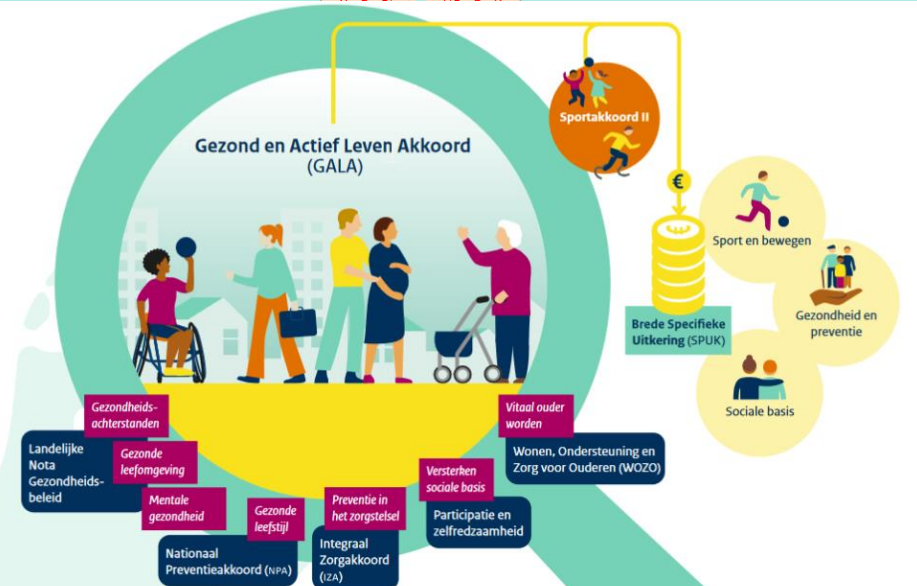 Gezond en Actief Leven Akkoord
(GALA)
Sportakkoord II
€
Sport en bewegen
Brede Specifieke
Uitkering (SPUK)
Gezondheid en
preventie
Sociale basis
Gezondheids-
achterstanden
Landelijke
Nota
Gezondheids-
beleid
Gezonde
leefomgeving
Mentale
gezondheid
Gezonde
leefstijl
Nationaal
Preventieakkoord (NPA)
Preventie in
het zorgstelsel
Integraal
Zorgakkoord
(IZA)
Versterken
sociale basis
Participatie en
zelfredzaamheid
Vitaal ouder
worden
Wonen, Ondersteuning en
Zorg voor Ouderen (WOZO)